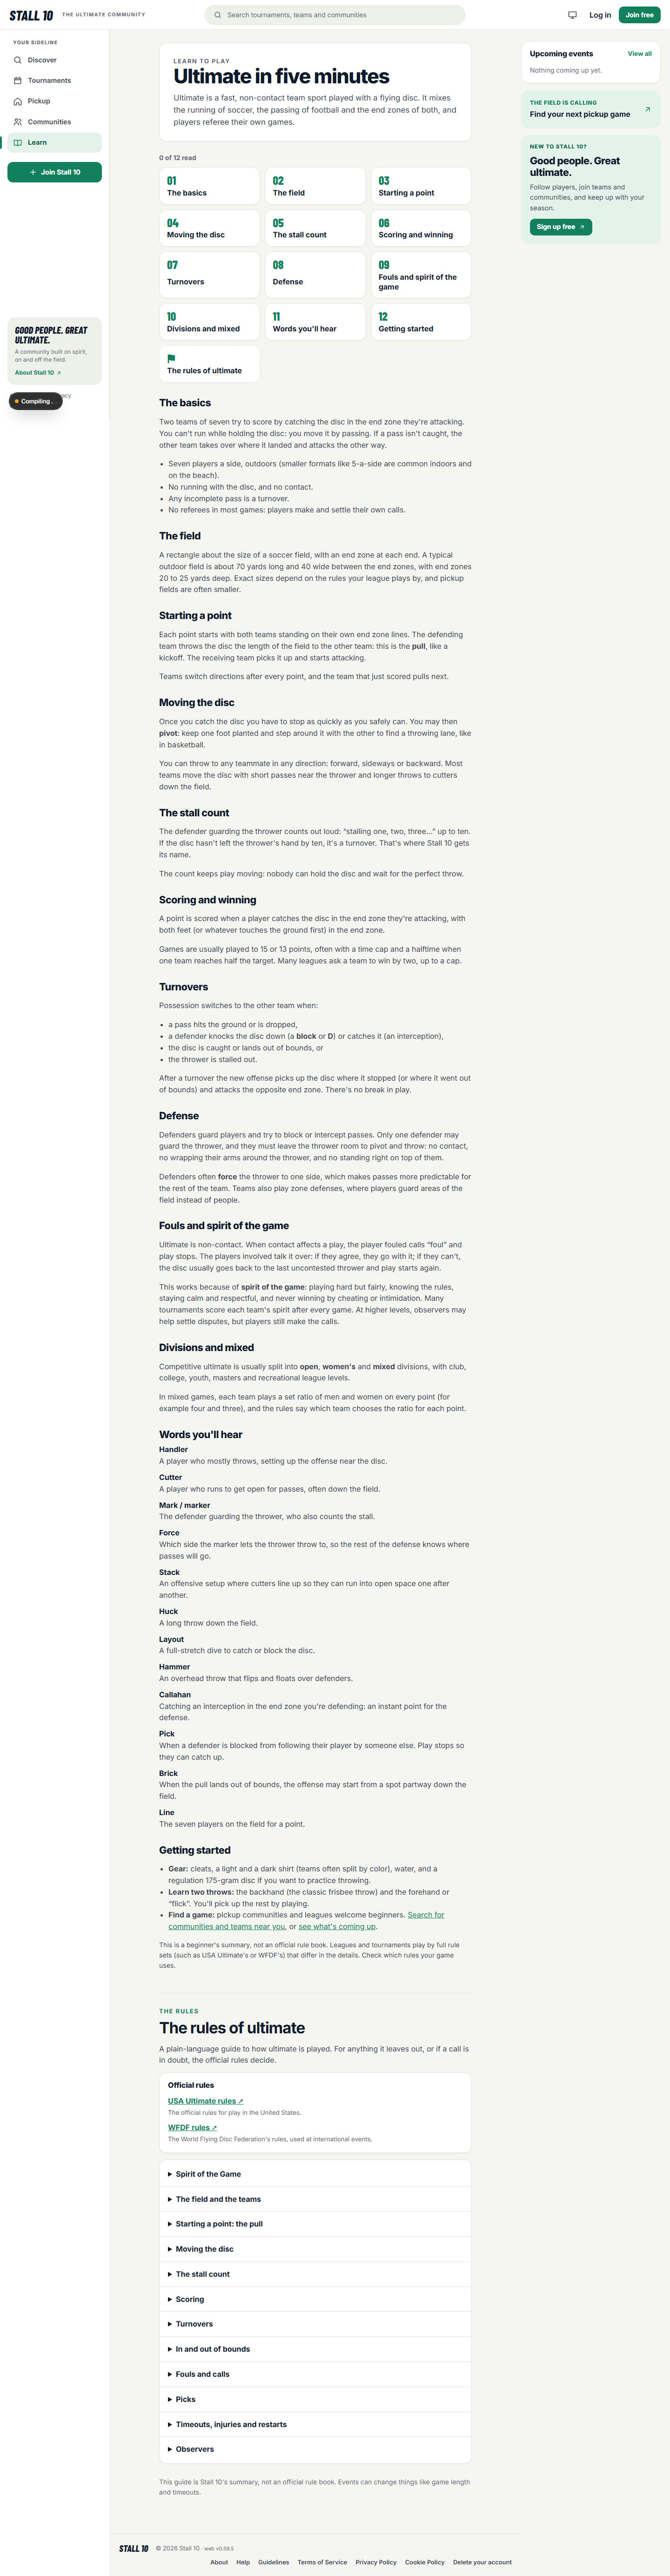 STALL 10
THE ULTIMATE COMMUNITY
Search tournaments, teams and communities
Log in
Join free
YOUR SIDELINE
Discover
Tournaments
Pickup
Communities
Learn
Join Stall 10
GOOD PEOPLE. GREAT
ULTIMATE.
A community built on spirit,
on and off the field.
About Stall 10 ↗
Compiling
LEARN TO PLAY
Ultimate in five minutes
Ultimate is a fast, non-contact team sport played with a flying disc. It mixes
the running of soccer, the passing of football and the end zones of both, and
players referee their own games.
0 of 12 read
01
The basics
02
The field
03
Starting a point
04
Moving the disc
05
The stall count
06
Scoring and winning
07
Turnovers
08
Defense
09
Fouls and spirit of the
game
10
Divisions and mixed
11
Words you'll hear
12
Getting started
The rules of ultimate
The basics
Two teams of seven try to score by catching the disc in the end zone they're attacking.
You can't run while holding the disc: you move it by passing. If a pass isn't caught, the
other team takes over where it landed and attacks the other way.
• Seven players a side, outdoors (smaller formats like 5-a-side are common indoors and
on the beach).
• No running with the disc, and no contact.
• Any incomplete pass is a turnover.
• No referees in most games: players make and settle their own calls.
The field
A rectangle about the size of a soccer field, with an end zone at each end. A typical
outdoor field is about 70 yards long and 40 wide between the end zones, with end zones
20 to 25 yards deep. Exact sizes depend on the rules your league plays by, and pickup
fields are often smaller.
Starting a point
Each point starts with both teams standing on their own end zone lines. The defending
team throws the disc the length of the field to the other team: this is the pull, like a
kickoff. The receiving team picks it up and starts attacking.
Teams switch directions after every point, and the team that just scored pulls next.
Moving the disc
Once you catch the disc you have to stop as quickly as you safely can. You may then
pivot: keep one foot planted and step around it with the other to find a throwing lane, like
in basketball.
You can throw to any teammate in any direction: forward, sideways or backward. Most
teams move the disc with short passes near the thrower and longer throws to cutters
down the field.
The stall count
The defender guarding the thrower counts out loud: “stalling one, two, three…” up to ten.
If the disc hasn't left the thrower's hand by ten, it's a turnover. That's where Stall 10 gets
its name.
The count keeps play moving: nobody can hold the disc and wait for the perfect throw.
Scoring and winning
A point is scored when a player catches the disc in the end zone they're attacking, with
both feet (or whatever touches the ground first) in the end zone.
Games are usually played to 15 or 13 points, often with a time cap and a halftime when
one team reaches half the target. Many leagues ask a team to win by two, up to a cap.
Turnovers
Possession switches to the other team when:
• a pass hits the ground or is dropped,
• a defender knocks the disc down (a block or D) or catches it (an interception),
• the disc is caught or lands out of bounds, or
• the thrower is stalled out.
After a turnover the new offense picks up the disc where it stopped (or where it went out
of bounds) and attacks the opposite end zone. There's no break in play.
Defense
Defenders guard players and try to block or intercept passes. Only one defender may
guard the thrower, and they must leave the thrower room to pivot and throw: no contact,
no wrapping their arms around the thrower, and no standing right on top of them.
Defenders often force the thrower to one side, which makes passes more predictable for
the rest of the team. Teams also play zone defenses, where players guard areas of the
field instead of people.
Fouls and spirit of the game
Ultimate is non-contact. When contact affects a play, the player fouled calls “foul” and
play stops. The players involved talk it over: if they agree, they go with it; if they can't,
the disc usually goes back to the last uncontested thrower and play starts again.
This works because of spirit of the game: playing hard but fairly, knowing the rules,
staying calm and respectful, and never winning by cheating or intimidation. Many
tournaments score each team's spirit after every game. At higher levels, observers may
help settle disputes, but players still make the calls.
Divisions and mixed
Competitive ultimate is usually split into open, women's and mixed divisions, with club,
college, youth, masters and recreational league levels.
In mixed games, each team plays a set ratio of men and women on every point (for
example four and three), and the rules say which team chooses the ratio for each point.
Words you'll hear
Handler
A player who mostly throws, setting up the offense near the disc.
Cutter
A player who runs to get open for passes, often down the field.
Mark / marker
The defender guarding the thrower, who also counts the stall.
Force
Which side the marker lets the thrower throw to, so the rest of the defense knows where
passes will go.
Stack
An offensive setup where cutters line up so they can run into open space one after
another.
Huck
A long throw down the field.
Layout
A full-stretch dive to catch or block the disc.
Hammer
An overhead throw that flips and floats over defenders.
Callahan
Catching an interception in the end zone you're defending: an instant point for the
defense.
Pick
When a defender is blocked from following their player by someone else. Play stops so
they can catch up.
Brick
When the pull lands out of bounds, the offense may start from a spot partway down the
field.
Line
The seven players on the field for a point.
Getting started
• Gear: cleats, a light and a dark shirt (teams often split by color), water, and a
regulation 175-gram disc if you want to practice throwing.
• Learn two throws: the backhand (the classic frisbee throw) and the forehand or
“flick”. You'll pick up the rest by playing.
• Find a game: pickup communities and leagues welcome beginners. Search for
communities and teams near you, or see what's coming up.
This is a beginner's summary, not an official rule book. Leagues and tournaments play by full rule
sets (such as USA Ultimate's or WFDF's) that differ in the details. Check which rules your game
uses.
THE RULES
The rules of ultimate
A plain-language guide to how ultimate is played. For anything it leaves out, or if a call is
in doubt, the official rules decide.
Official rules
USA Ultimate rules ↗
The official rules for play in the United States.
WFDF rules ↗
The World Flying Disc Federation's rules, used at international events.
▶ Spirit of the Game
▶ The field and the teams
▶ Starting a point: the pull
▶ Moving the disc
▶ The stall count
▶ Scoring
▶ Turnovers
▶ In and out of bounds
▶ Fouls and calls
▶ Picks
▶ Timeouts, injuries and restarts
▶ Observers
This guide is Stall 10's summary, not an official rule book. Events can change things like game length
and timeouts.
Upcoming events
View all
Nothing coming up yet.
THE FIELD IS CALLING
Find your next pickup game
NEW TO STALL 10?
Good people. Great
ultimate.
Follow players, join teams and
communities, and keep up with your
season.
Sign up free ↗
STALL 10
© 2026 Stall 10 · web v0.59.5
About
Help
Guidelines
Terms of Service
Privacy Policy
Cookie Policy
Delete your account